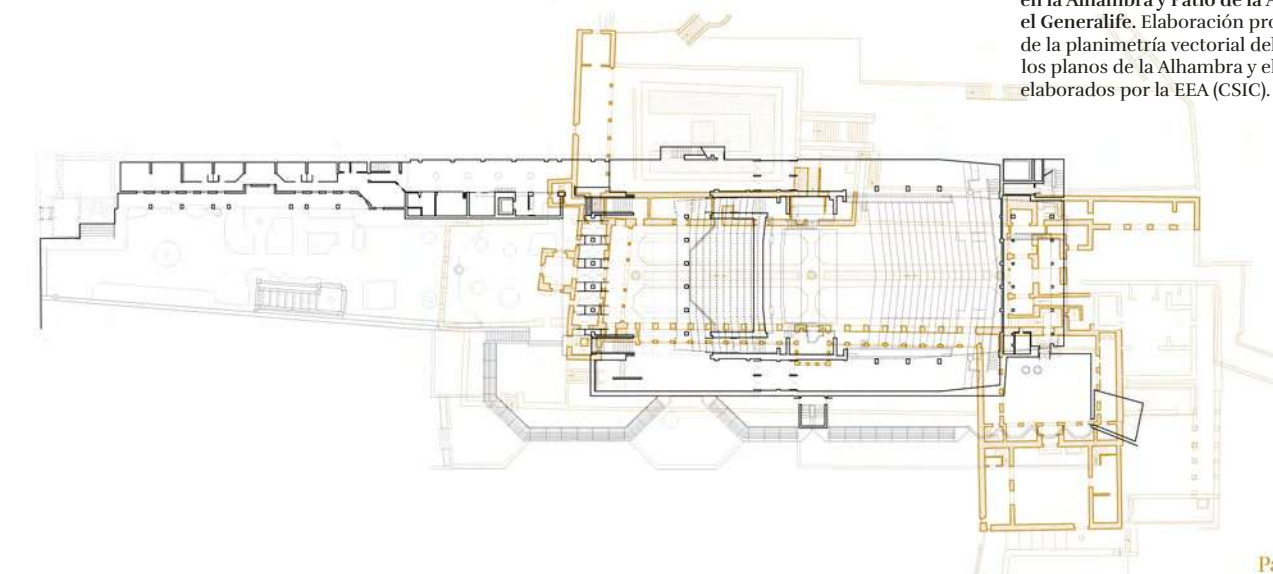 en la Alhambra y Patio de la A
el Generalife. Elaboración pro
de la planimetría vectorial del
los planos de la Alhambra y el
elaborados por la EEA (CSIC).
Pa